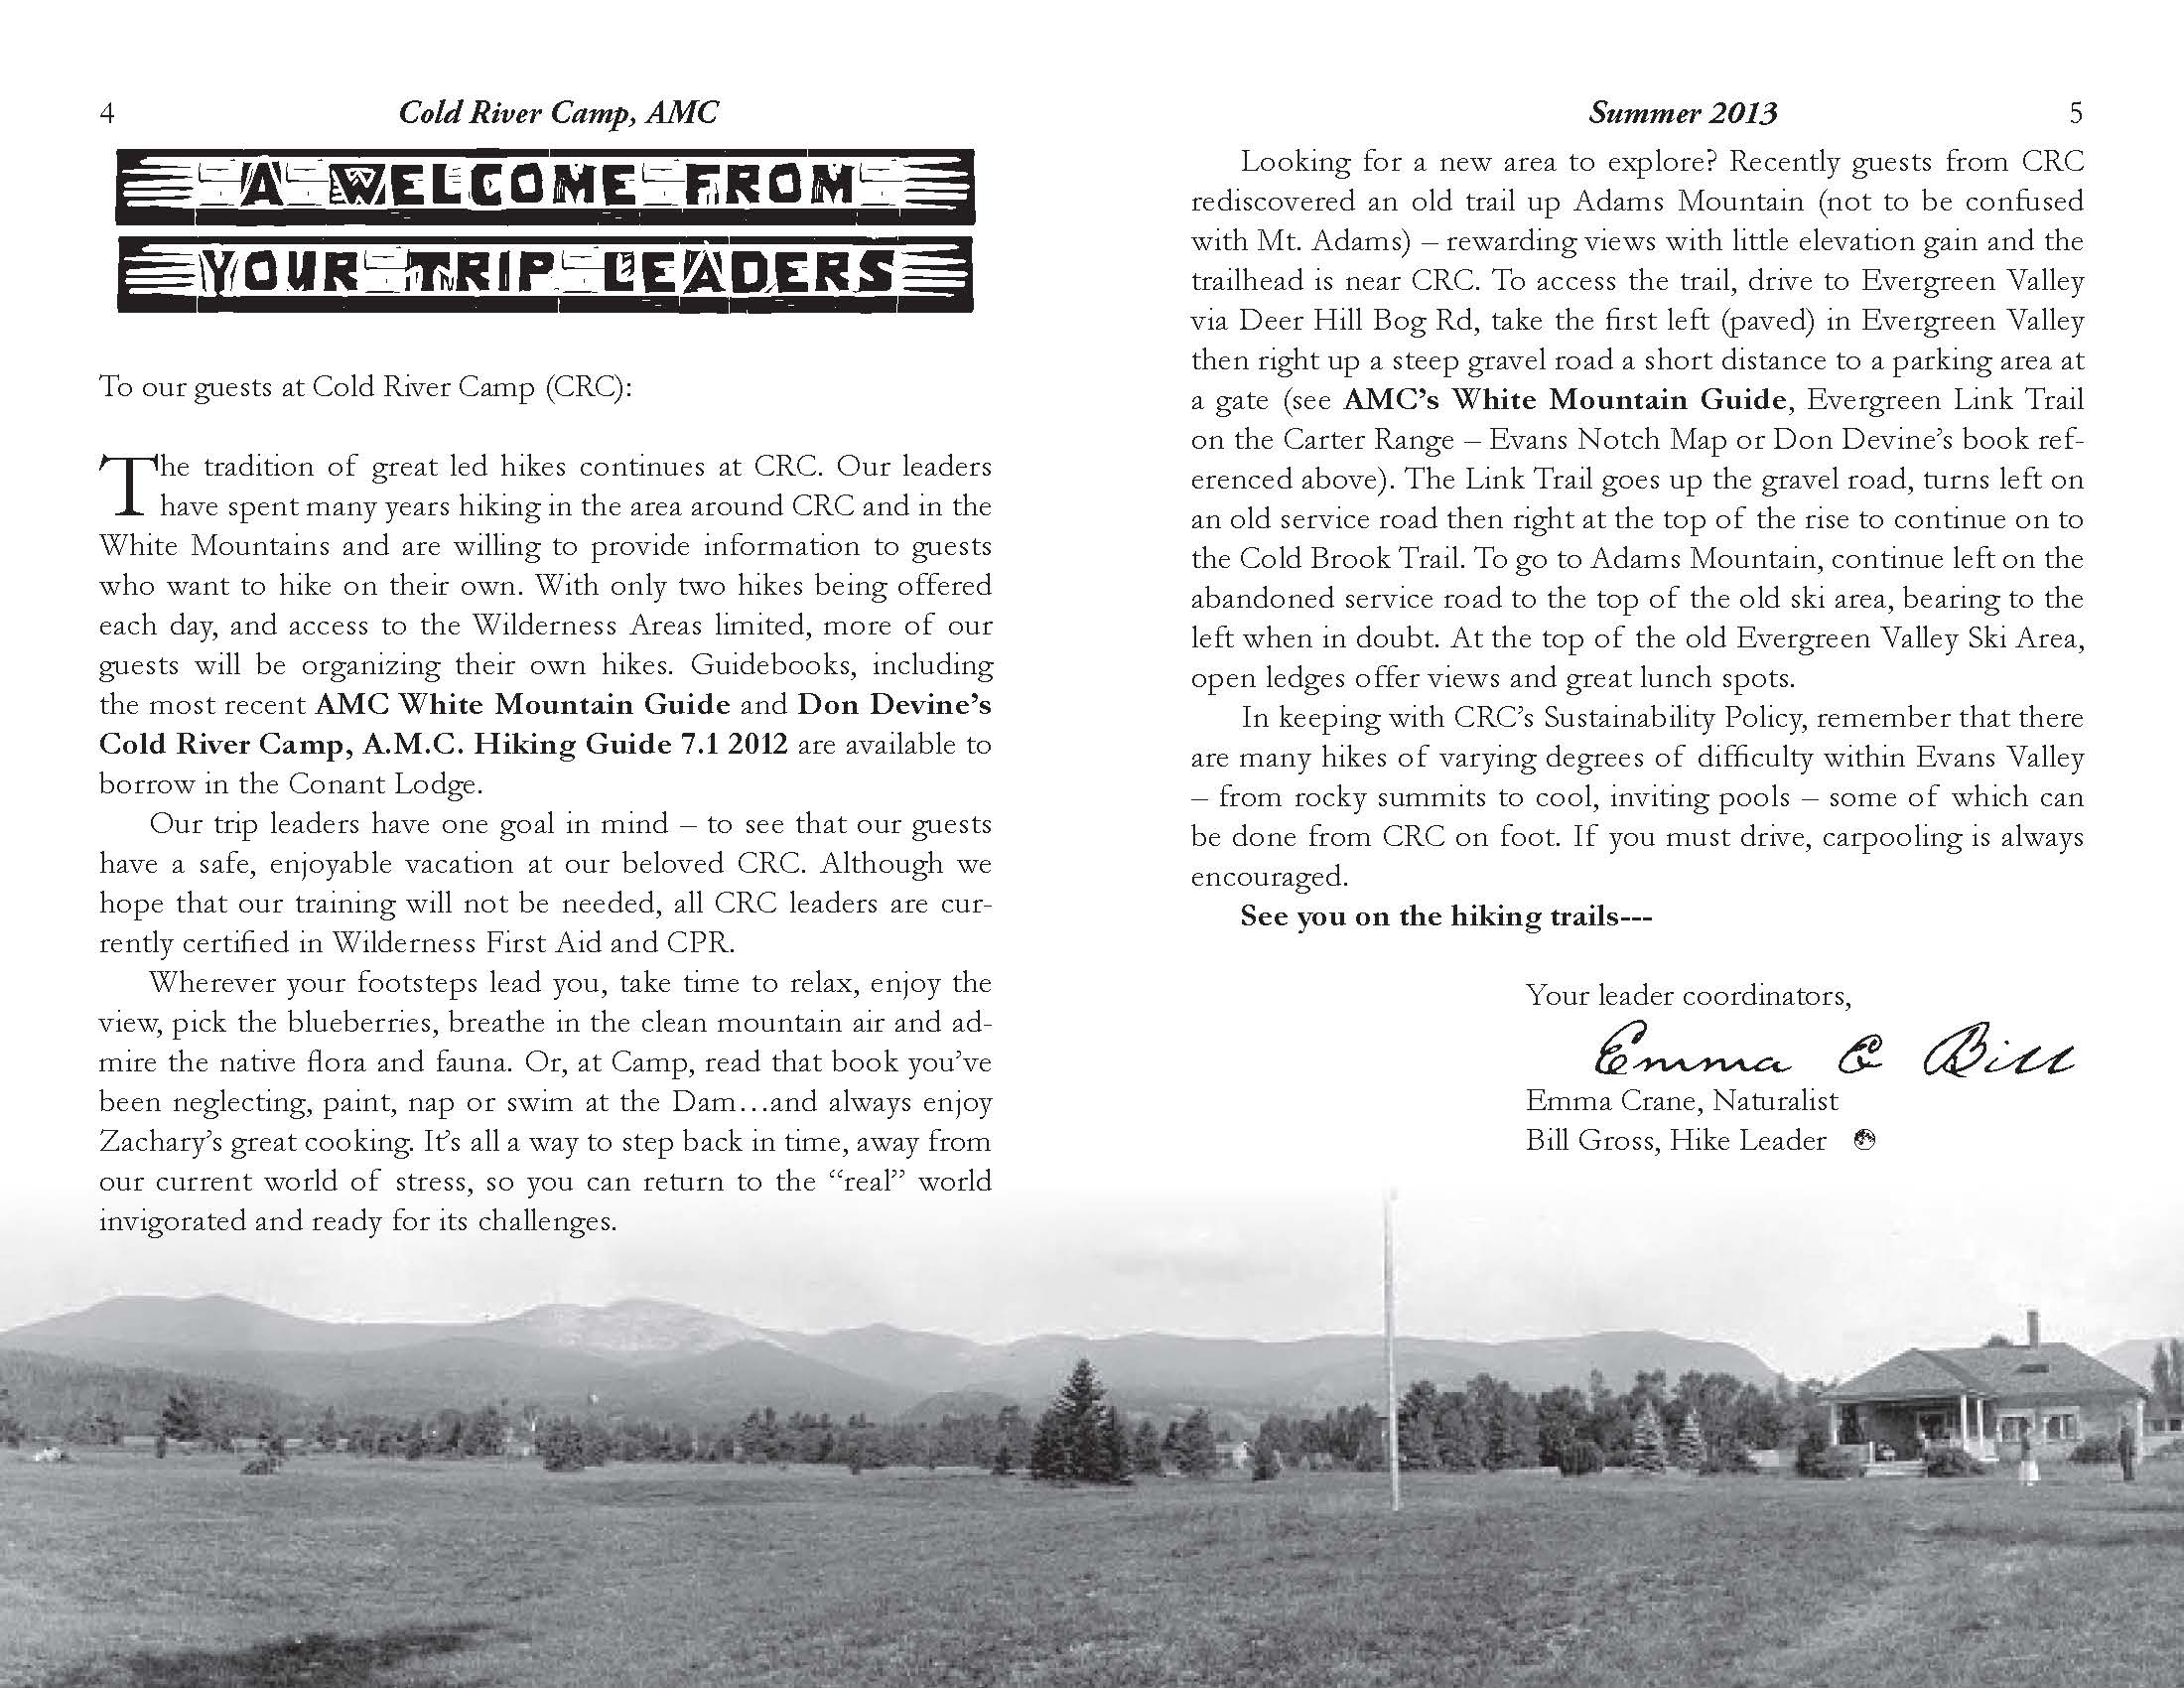 4
Cold River Camp, AMC
A WELCOME FROM
YOUR TRIP LEADERS
To our guests at Cold River Camp (CRC):
The tradition of great led hikes continues at CRC. Our leaders
have spent many years hiking in the area around CRC and in the
White Mountains and are willing to provide information to guests
who want to hike on their own. With only two hikes being offered
each day, and access to the Wilderness Areas limited, more of our
guests will be organizing their own hikes. Guidebooks, including
the most recent AMC White Mountain Guide and Don Devine’s
Cold River Camp, A.M.C. Hiking Guide 7.1 2012 are available to
borrow in the Conant Lodge.
Our trip leaders have one goal in mind – to see that our guests
have a safe, enjoyable vacation at our beloved CRC. Although we
hope that our training will not be needed, all CRC leaders are cur-
rently certified in Wilderness First Aid and CPR.
Wherever your footsteps lead you, take time to relax, enjoy the
view, pick the blueberries, breathe in the clean mountain air and ad-
mire the native flora and fauna. Or, at Camp, read that book you’ve
been neglecting, paint, nap or swim at the Dam…and always enjoy
Zachary’s great cooking. It’s all a way to step back in time, away from
our current world of stress, so you can return to the “real” world
invigorated and ready for its challenges.
Summer 2013
5
Looking for a new area to explore? Recently guests from CRC
rediscovered an old trail up Adams Mountain (not to be confused
with Mt. Adams) – rewarding views with little elevation gain and the
trailhead is near CRC. To access the trail, drive to Evergreen Valley
via Deer Hill Bog Rd, take the first left (paved) in Evergreen Valley
then right up a steep gravel road a short distance to a parking area at
a gate (see AMC’s White Mountain Guide, Evergreen Link Trail
on the Carter Range – Evans Notch Map or Don Devine’s book ref-
erenced above). The Link Trail goes up the gravel road, turns left on
an old service road then right at the top of the rise to continue on to
the Cold Brook Trail. To go to Adams Mountain, continue left on the
abandoned service road to the top of the old ski area, bearing to the
left when in doubt. At the top of the old Evergreen Valley Ski Area,
open ledges offer views and great lunch spots.
In keeping with CRC’s Sustainability Policy, remember that there
are many hikes of varying degrees of difficulty within Evans Valley
– from rocky summits to cool, inviting pools – some of which can
be done from CRC on foot. If you must drive, carpooling is always
encouraged.
See you on the hiking trails---
Your leader coordinators,
Emma & Bill
Emma Crane, Naturalist
Bill Gross, Hike Leader